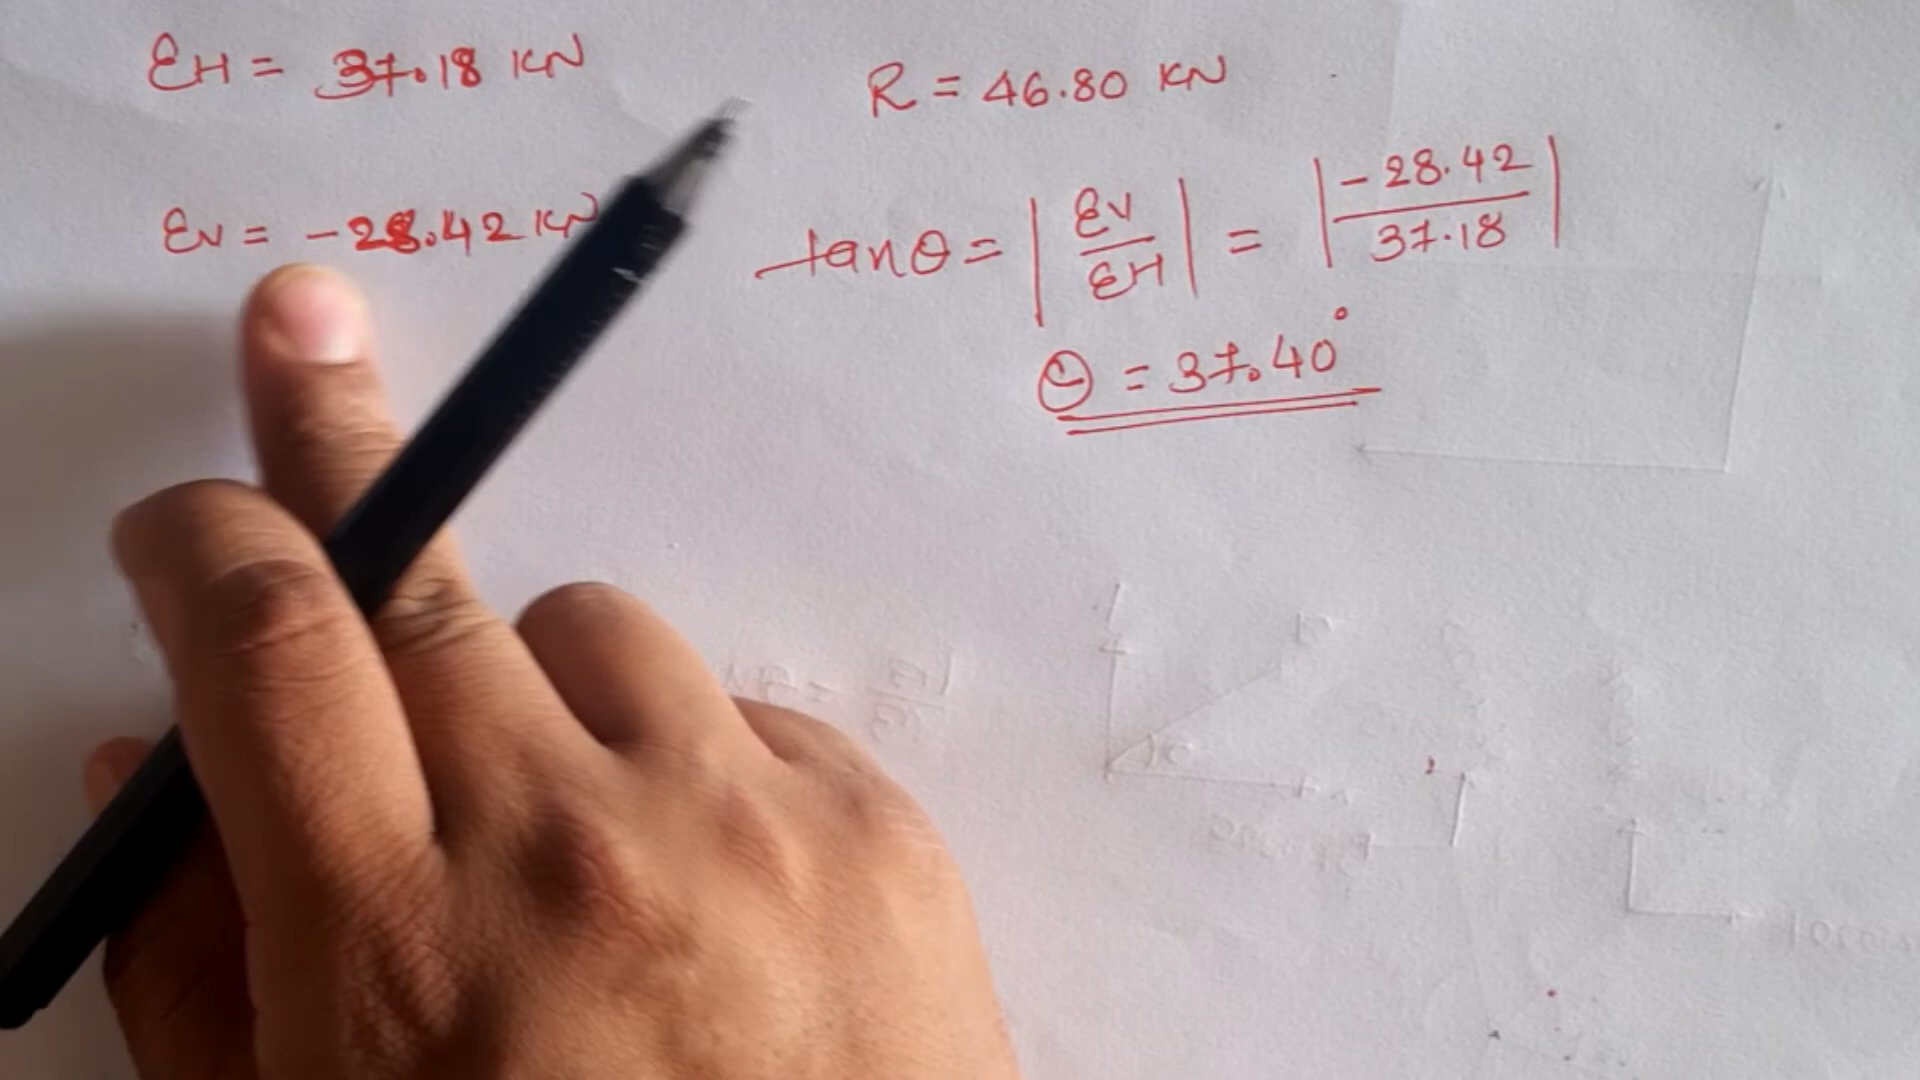 ΣH = 37.18 KN
ΣV = -28.42 KN
R = 46.80 KN
tanθ = |ΣV/ΣH| = |-28.42/37.18|
θ = 37.40°